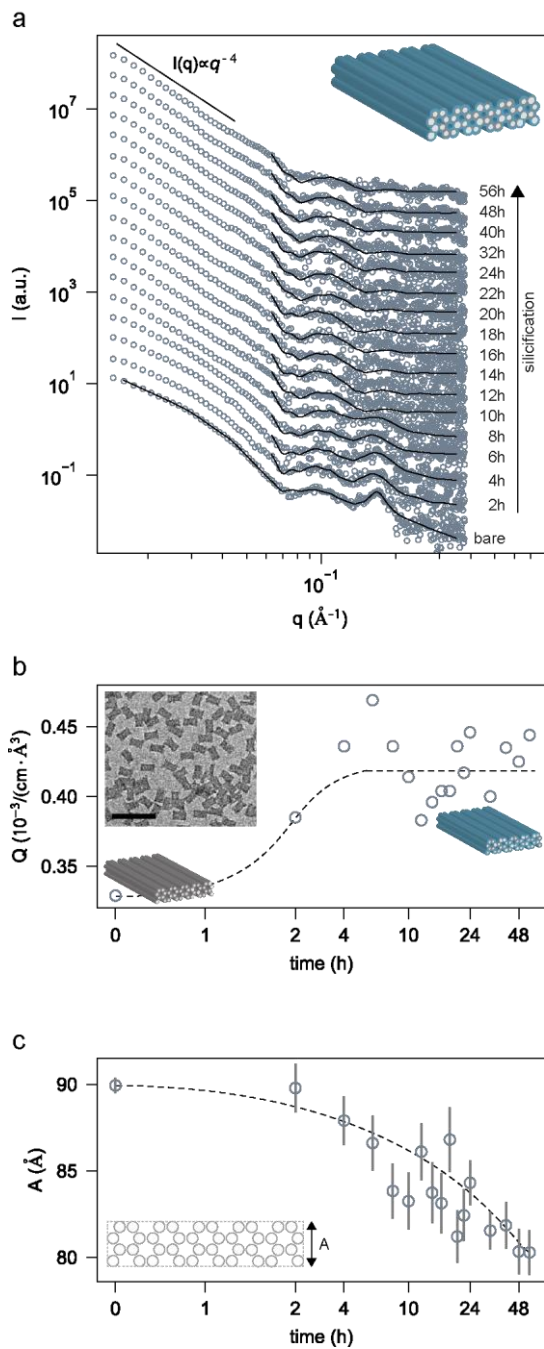 a
I(q)∝q⁻⁴
10⁷
10⁵
10³
10¹
10⁻¹
I (a.u.)
56h
48h
40h
32h
24h
22h
20h
18h
16h
14h
12h
10h
8h
6h
4h
2h
bare
silicification
10⁻¹
q (Å⁻¹)
b
0.45
0.40
0.35
Q (10⁻³/(cm · Å³)
0 1 2 4 10 24 48
time (h)
c
90
85
80
A (Å)
A
0 1 2 4 10 24 48
time (h)